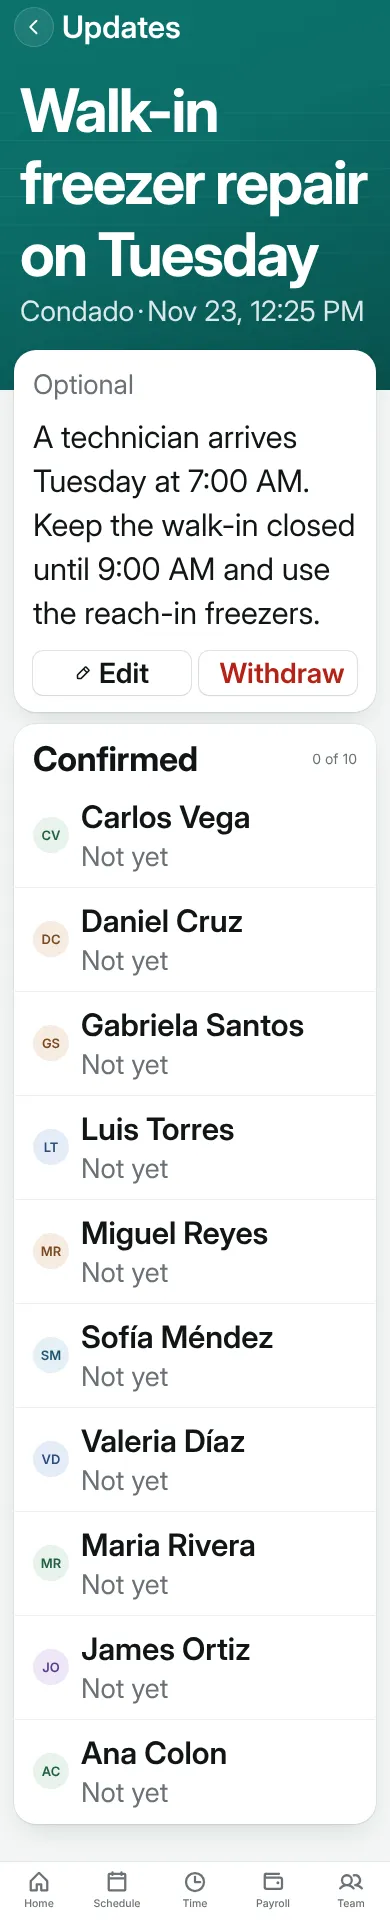 Updates
Walk-in
freezer repair
on Tuesday
Condado · Nov 23, 12:25 PM
Optional
A technician arrives
Tuesday at 7:00 AM.
Keep the walk-in closed
until 9:00 AM and use
the reach-in freezers.
Edit
Withdraw
Confirmed
0 of 10
CV
Carlos Vega
Not yet
DC
Daniel Cruz
Not yet
GS
Gabriela Santos
Not yet
LT
Luis Torres
Not yet
MR
Miguel Reyes
Not yet
SM
Sofía Méndez
Not yet
VD
Valeria Díaz
Not yet
MR
Maria Rivera
Not yet
JO
James Ortiz
Not yet
AC
Ana Colon
Not yet
Home
Schedule
Time
Payroll
Team